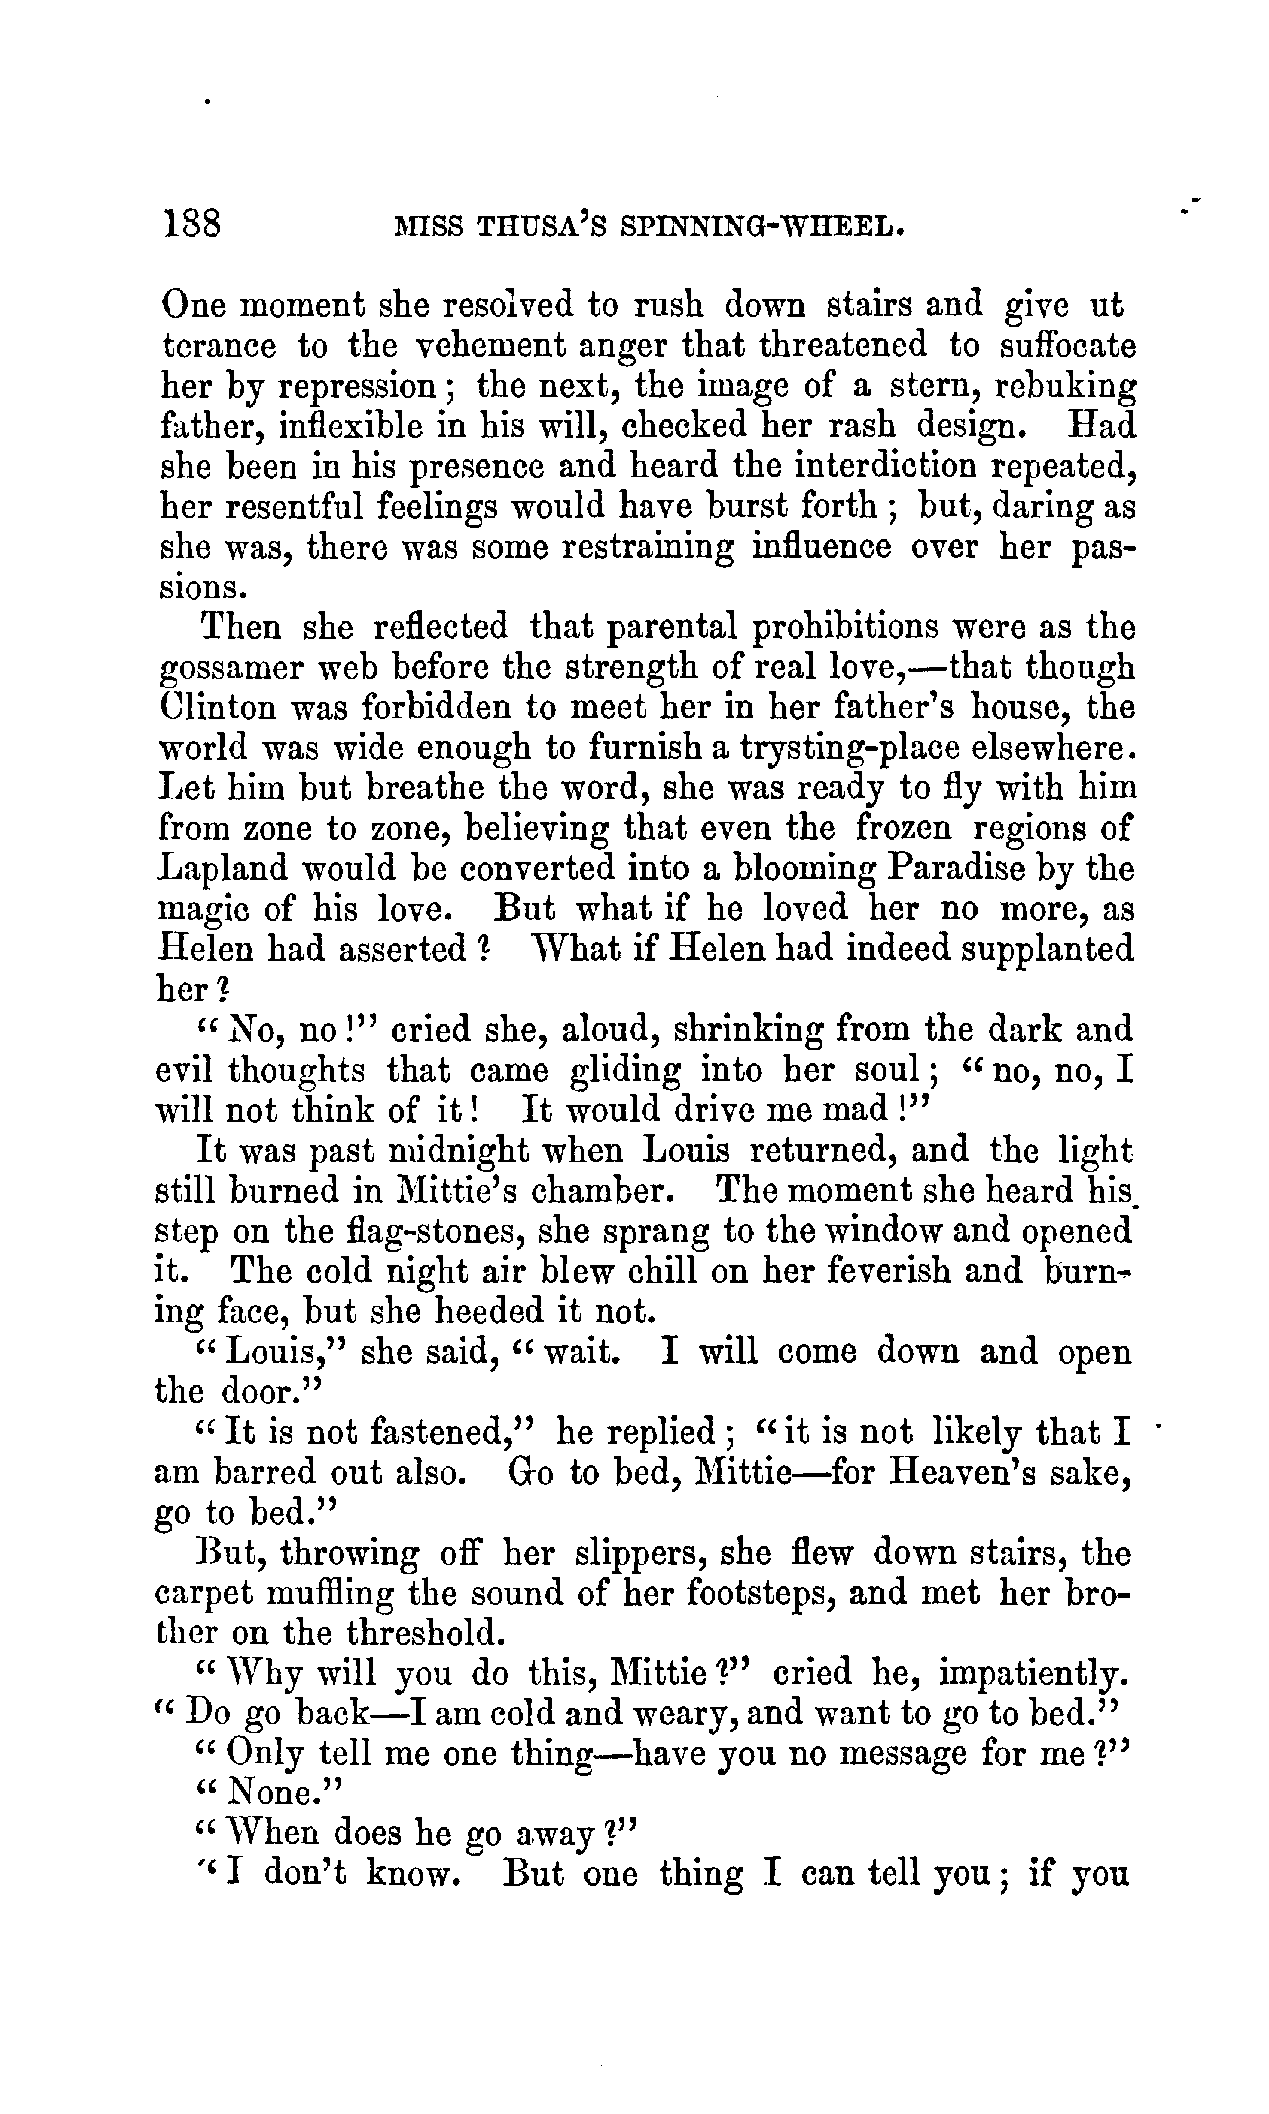 188 MISS THUSA'S SPINNING-WHEEL.
One moment she resolved to rush down stairs and give ut
terance to the vehement anger that threatened to suffocate
her by repression; the next, the image of a stern, rebuking
father, inflexible in his will, checked her rash design. Had
she been in his presence and heard the interdiction repeated,
her resentful feelings would have burst forth; but, daring as
she was, there was some restraining influence over her pas-
sions.
Then she reflected that parental prohibitions were as the
gossamer web before the strength of real love,—that though
Clinton was forbidden to meet her in her father's house, the
world was wide enough to furnish a trysting-place elsewhere.
Let him but breathe the word, she was ready to fly with him
from zone to zone, believing that even the frozen regions of
Lapland would be converted into a blooming Paradise by the
magic of his love. But what if he loved her no more, as
Helen had asserted? What if Helen had indeed supplanted
her?
"No, no!" cried she, aloud, shrinking from the dark and
evil thoughts that came gliding into her soul; "no, no, I
will not think of it! It would drive me mad!"
It was past midnight when Louis returned, and the light
still burned in Mittie's chamber. The moment she heard his
step on the flag-stones, she sprang to the window and opened
it. The cold night air blew chill on her feverish and burn-
ing face, but she heeded it not.
"Louis," she said, "wait. I will come down and open
the door."
"It is not fastened," he replied; "it is not likely that I
am barred out also. Go to bed, Mittie—for Heaven's sake,
go to bed."
But, throwing off her slippers, she flew down stairs, the
carpet muffling the sound of her footsteps, and met her bro-
ther on the threshold.
"Why will you do this, Mittie?" cried he, impatiently.
"Do go back—I am cold and weary, and want to go to bed."
"Only tell me one thing—have you no message for me?"
"None."
"When does he go away?"
"I don't know. But one thing I can tell you; if you